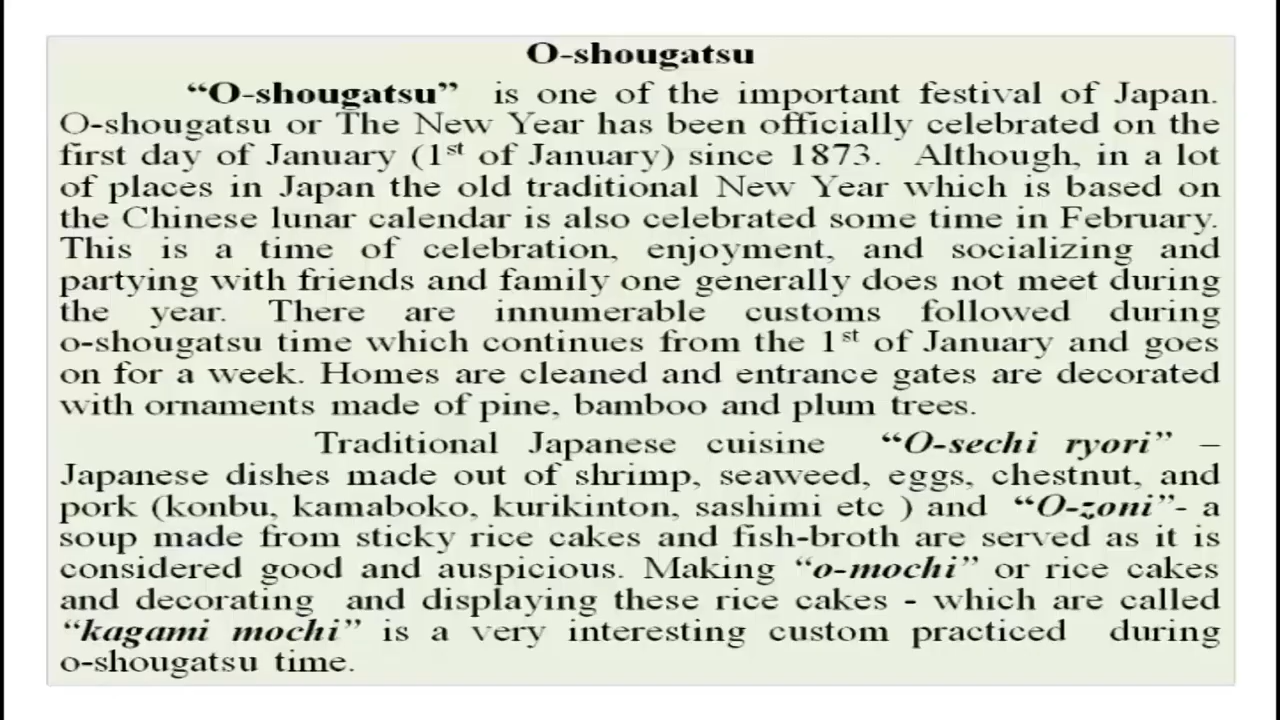 O-shougatsu
“O-shougatsu” is one of the important festival of Japan.
O-shougatsu or The New Year has been officially celebrated on the
first day of January (1st of January) since 1873. Although, in a lot
of places in Japan the old traditional New Year which is based on
the Chinese lunar calendar is also celebrated some time in February.
This is a time of celebration, enjoyment, and socializing and
partying with friends and family one generally does not meet during
the year. There are innumerable customs followed during
o-shougatsu time which continues from the 1st of January and goes
on for a week. Homes are cleaned and entrance gates are decorated
with ornaments made of pine, bamboo and plum trees.
Traditional Japanese cuisine “O-sechi ryori” –
Japanese dishes made out of shrimp, seaweed, eggs, chestnut, and
pork (konbu, kamaboko, kurikinton, sashimi etc ) and “O-zoni”- a
soup made from sticky rice cakes and fish-broth are served as it is
considered good and auspicious. Making “o-mochi” or rice cakes
and decorating and displaying these rice cakes - which are called
“kagami mochi” is a very interesting custom practiced during
o-shougatsu time.